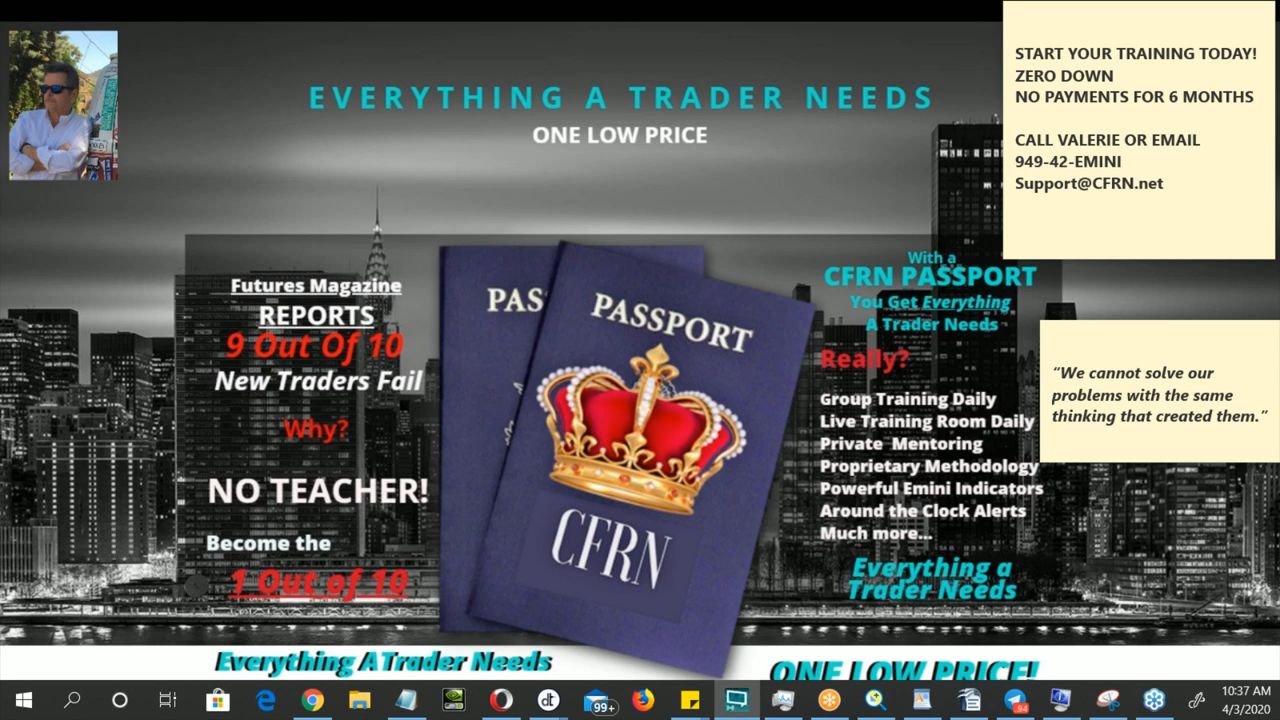 EVERYTHING A TRADER NEEDS
ONE LOW PRICE
START YOUR TRAINING TODAY!
ZERO DOWN
NO PAYMENTS FOR 6 MONTHS
CALL VALERIE OR EMAIL
949-42-EMINI
Support@CFRN.net
Futures Magazine
REPORTS
9 Out Of 10
New Traders Fail
Why?
NO TEACHER!
Become the
1 Out of 10
PAS
PASSPORT
CFRN
With a
CFRN PASSPORT
You Get Everything
A Trader Needs
Really?
Group Training Daily
Live Training Room Daily
Private Mentoring
Proprietary Methodology
Powerful Emini Indicators
Around the Clock Alerts
Much more...
Everything a
Trader Needs
“We cannot solve our
problems with the same
thinking that created them.”
Everything A Trader Needs
ONE LOW PRICE!
dt
99+
94
10:37 AM
4/3/2020